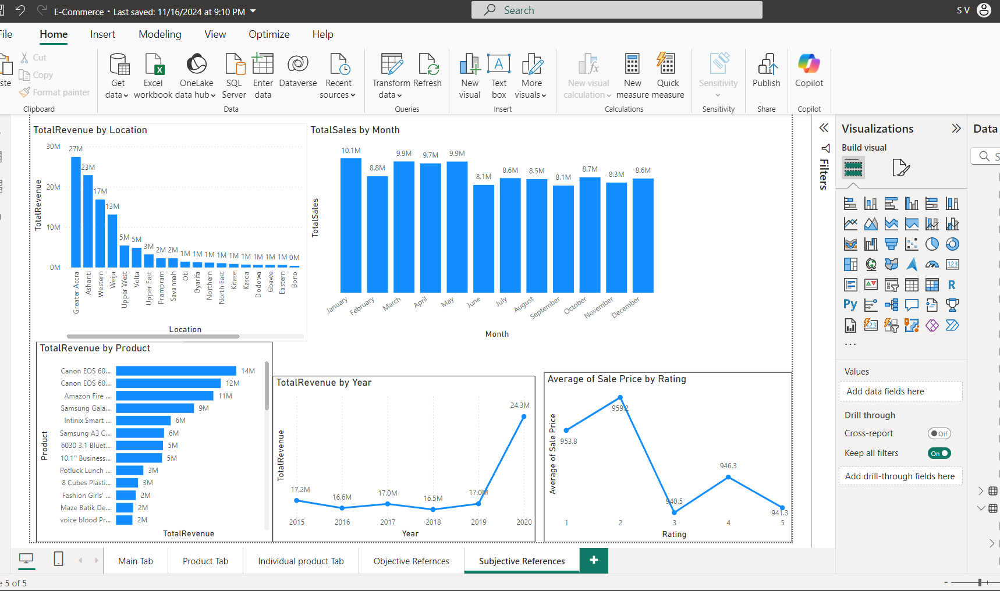 E-Commerce • Last saved: 11/16/2024 at 9:10 PM
Search
S V
File
Home
Insert
Modeling
View
Optimize
Help
Cut
Copy
Format painter
Clipboard
Get data
Excel workbook
OneLake data hub
SQL Server
Enter data
Dataverse
Recent sources
Data
Transform data
Refresh
Queries
New visual
Text box
More visuals
Insert
New visual calculation
New measure
Quick measure
Calculations
Sensitivity
Sensitivity
Publish
Share
Copilot
Copilot
TotalRevenue by Location
TotalRevenue
30M
20M
10M
0M
27M
23M
17M
13M
5M
5M
3M
2M
2M
1M
1M
1M
1M
1M
1M
1M
1M
1M
0M
Greater Accra
Ashanti
Western
Weija
Upper West
Volta
Upper East
Prampram
Savannah
Oti
Oyarifa
Northern
North East
Kitase
Kasoa
Dodowa
Gbawe
Eastern
Bono
Location
TotalSales by Month
TotalSales
10.1M
8.8M
9.9M
9.7M
9.9M
8.1M
8.6M
8.5M
8.1M
8.7M
8.3M
8.6M
January
February
March
April
May
June
July
August
September
October
November
December
Month
TotalRevenue by Product
Product
Canon EOS 60... 14M
Canon EOS 60... 12M
Amazon Fire ... 11M
Samsung Gala... 9M
Infinix Smart ... 6M
Samsung A3 C... 6M
6030 3.1 Bluet... 5M
10.1'' Business... 5M
Potluck Lunch ... 3M
8 Cubes Plasti... 3M
Fashion Girls' ... 2M
Maze Batik De... 2M
voice blood Pr... 2M
TotalRevenue
TotalRevenue by Year
TotalRevenue
17.2M
16.6M
17.0M
16.5M
17.0M
24.3M
2015
2016
2017
2018
2019
2020
Year
Average of Sale Price by Rating
Average of Sale Price
953.8
959.2
940.5
946.3
941.3
1
2
3
4
5
Rating
Filters
Visualizations
Build visual
123
R
Py
123
...
Values
Add data fields here
Drill through
Cross-report
Off
Keep all filters
On
Add drill-through fields here
Data
S
Main Tab
Product Tab
Individual product Tab
Objective Refernces
Subjective References
+
e 5 of 5